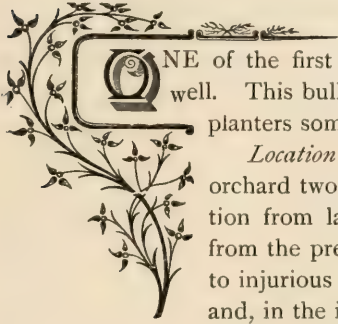 ONE of the first
well. This bull
planters som
Location
orchard two
tion from la
from the pre
to injurious
and, in the i